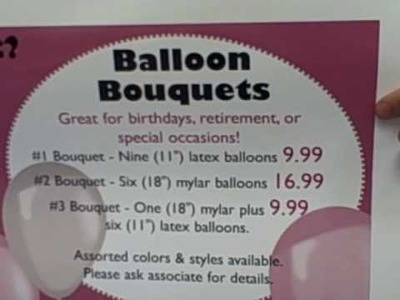 ?
Balloon
Bouquets
Great for birthdays, retirement, or
special occasions!
#1 Bouquet - Nine (11") latex balloons 9.99
#2 Bouquet - Six (18") mylar balloons 16.99
#3 Bouquet - One (18") mylar plus 9.99
six (11") latex balloons.
Assorted colors & styles available.
Please ask associate for details.